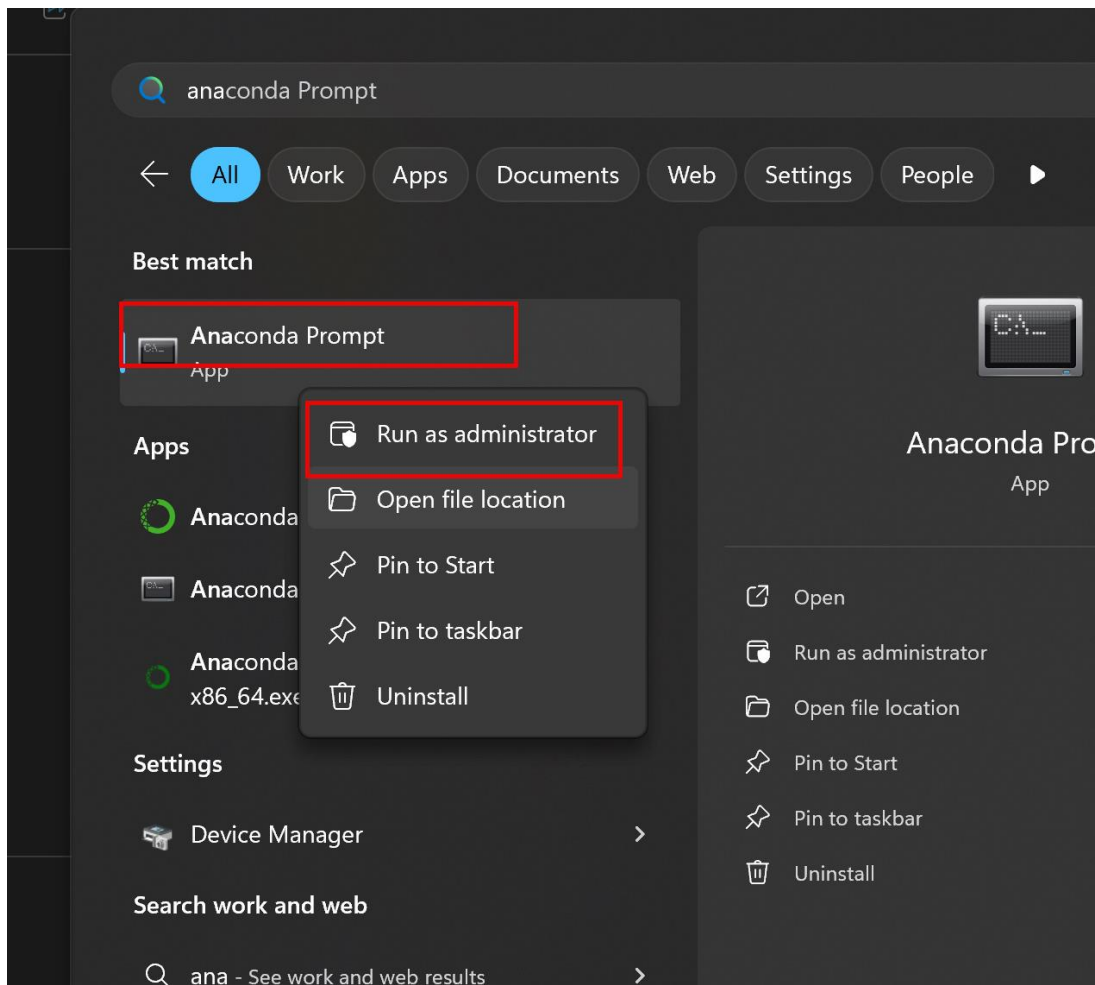 anaconda Prompt
All Work Apps Documents Web Settings People
Best match
Anaconda Prompt
App
Run as administrator
Open file location
Pin to Start
Pin to taskbar
Uninstall
Apps
Anaconda
Anaconda
Anaconda
x86_64.exe
Settings
Device Manager
Search work and web
ana - See work and web results
C:\_
Anaconda Pro
App
Open
Run as administrator
Open file location
Pin to Start
Pin to taskbar
Uninstall